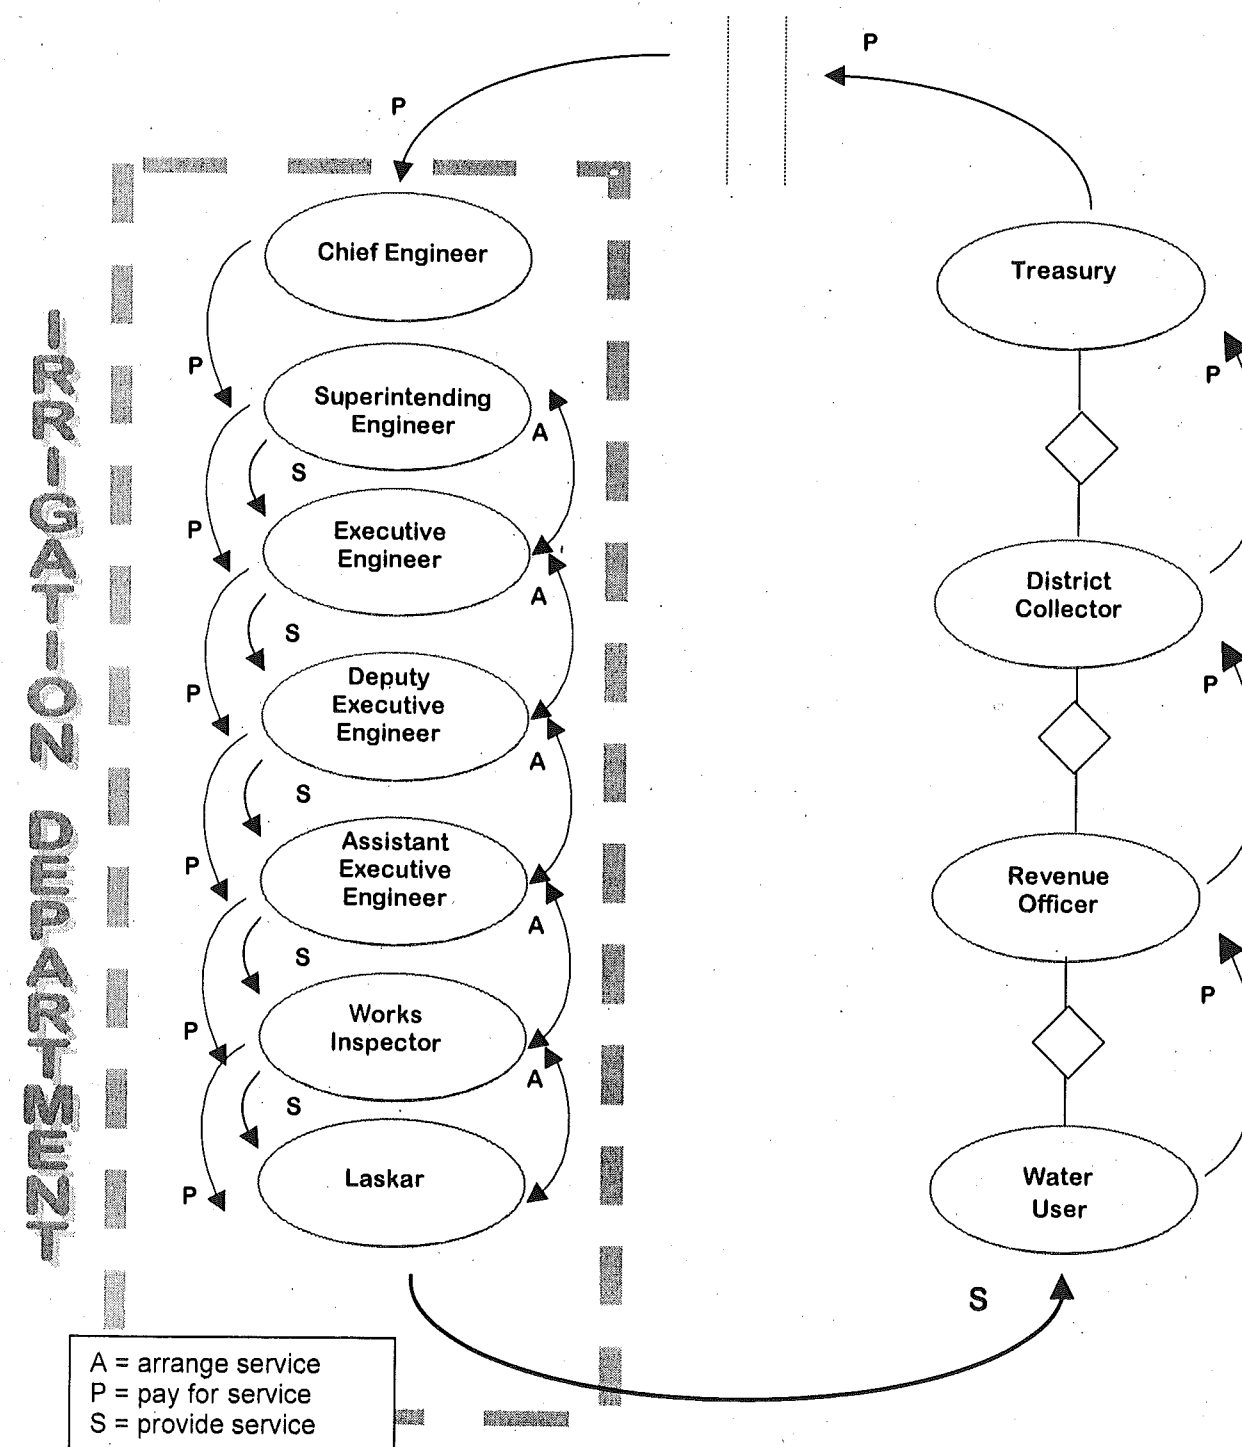 P
P
IRRIGATION DEPARTMENT
Chief Engineer
Treasury
P
P
Superintending
Engineer
A
S
P
Executive
Engineer
District
Collector
A
S
P
P
Deputy
Executive
Engineer
A
S
P
Assistant
Executive
Engineer
Revenue
Officer
A
S
P
P
Works
Inspector
A
S
P
Laskar
Water
User
S
A = arrange service
P = pay for service
S = provide service